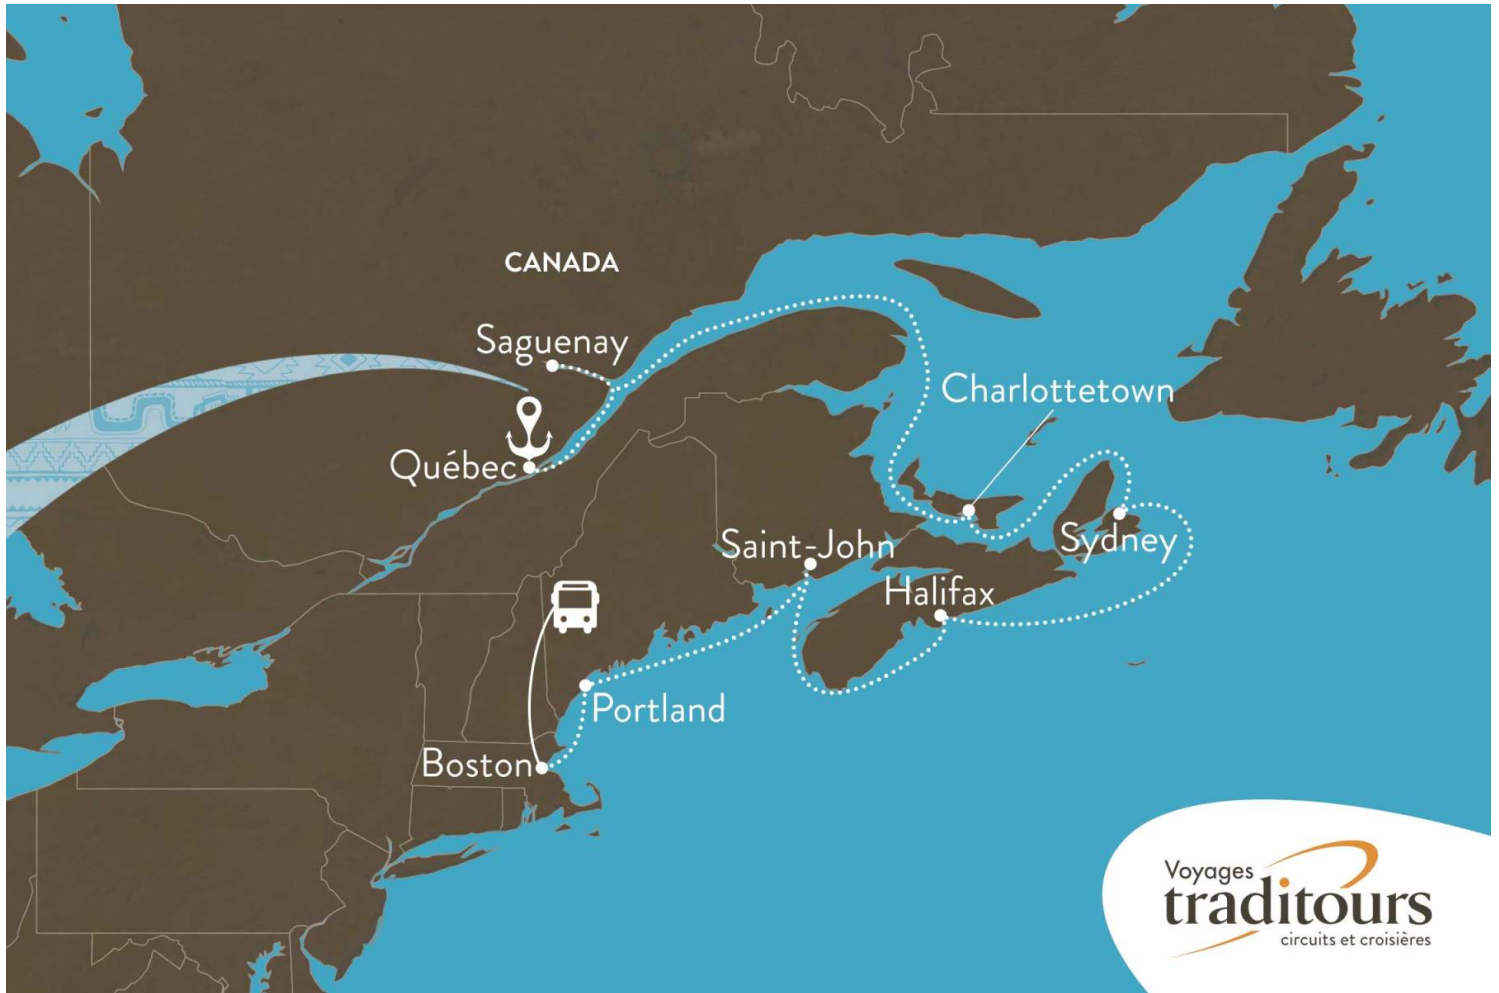 CANADA
Saguenay
Charlottetown
Québec
Saint-John
Sydney
Halifax
Portland
Boston
Voyages
traditours
circuits et croisières